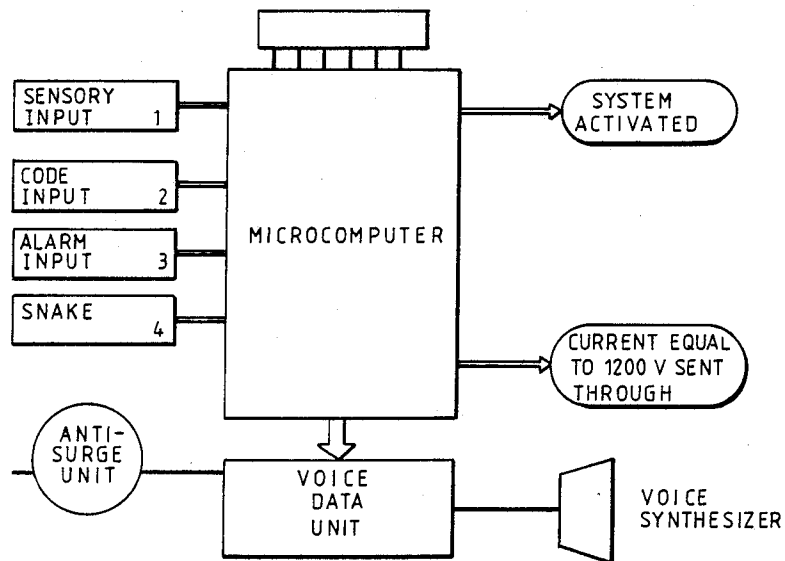 SENSORY
INPUT 1
CODE
INPUT 2
ALARM
INPUT 3
SNAKE
4
MICROCOMPUTER
SYSTEM
ACTIVATED
CURRENT EQUAL
TO 1200 V SENT
THROUGH
ANTI-
SURGE
UNIT
VOICE
DATA
UNIT
VOICE
SYNTHESIZER